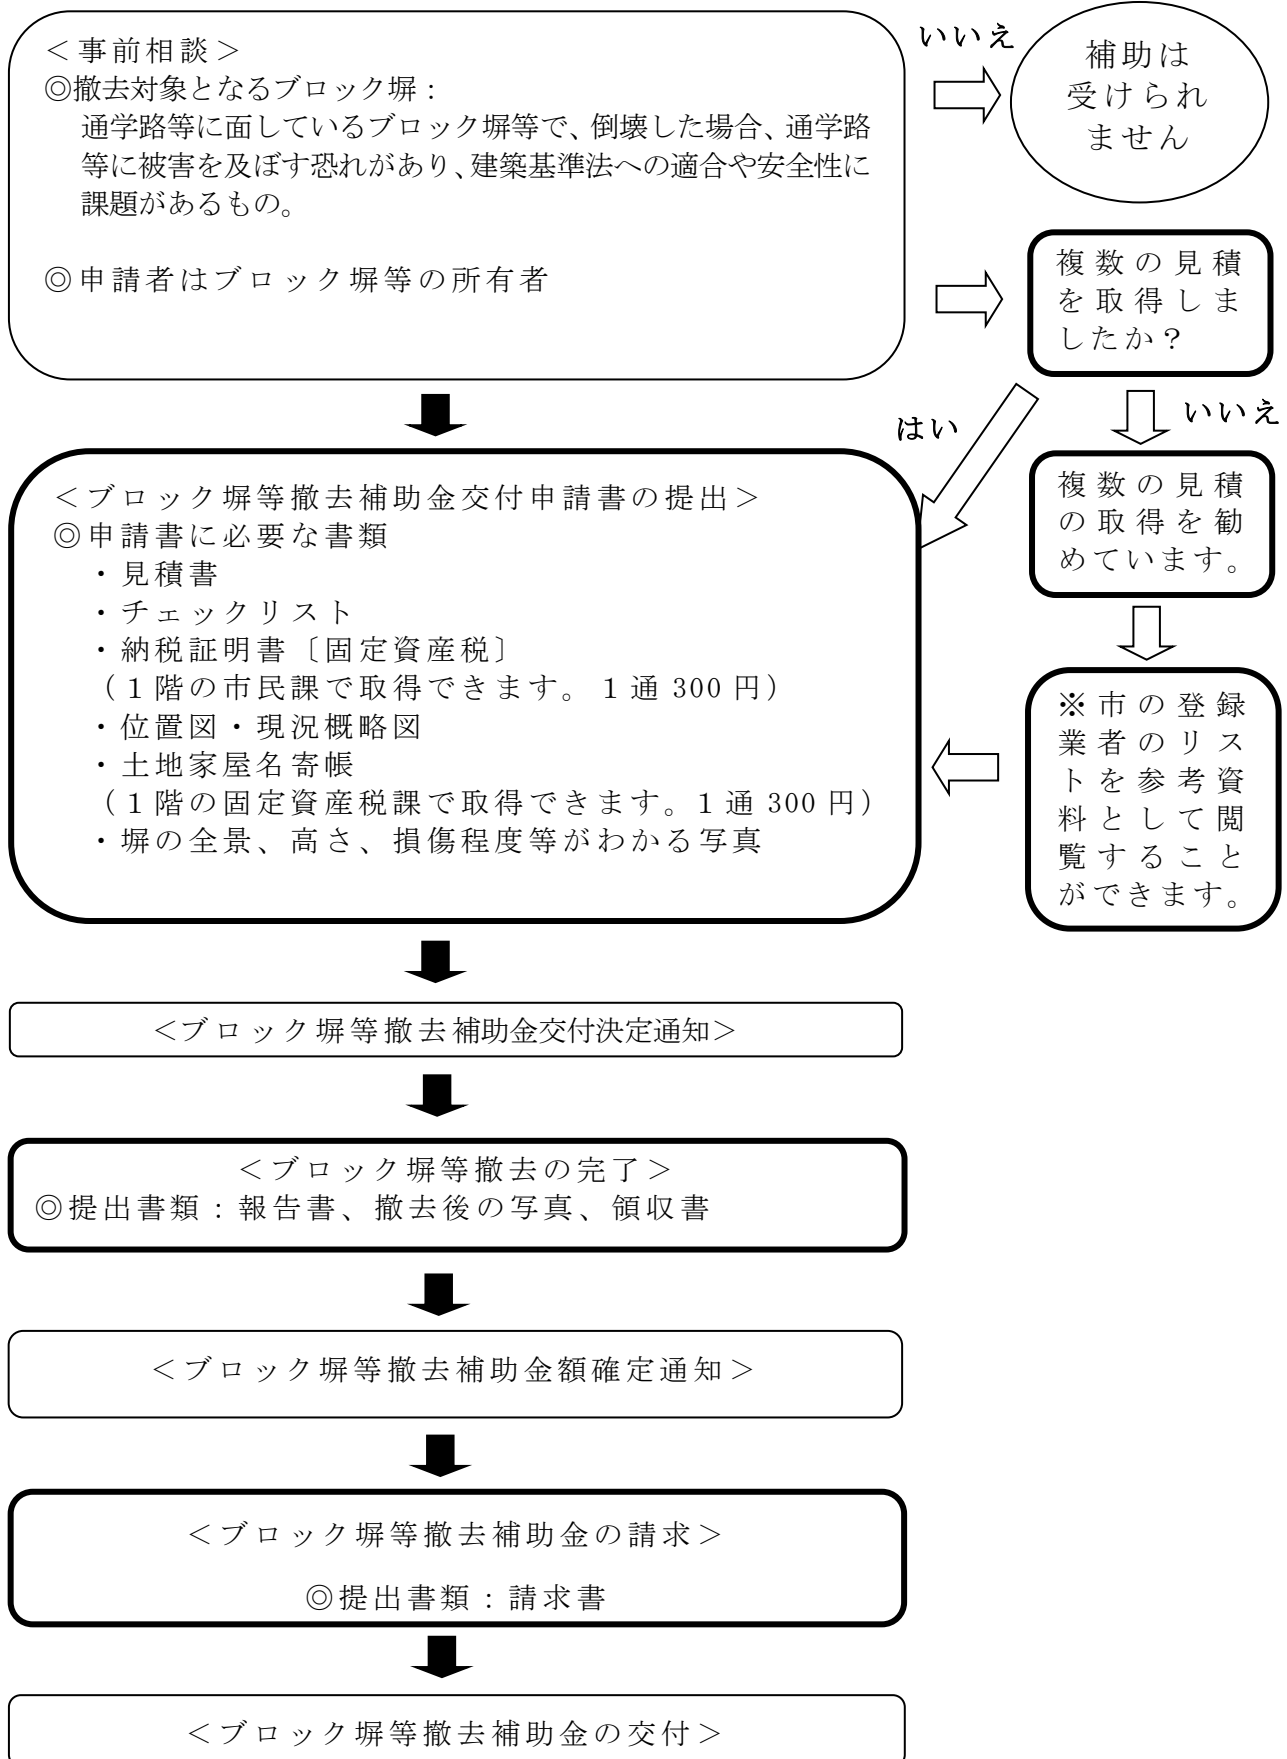 ＜事前相談＞
◎撤去対象となるブロック塀：
通学路等に面しているブロック塀等で、倒壊した場合、通学路
等に被害を及ぼす恐れがあり、建築基準法への適合や安全性に
課題があるもの。
◎申請者はブロック塀等の所有者
いいえ
補助は
受けられ
ません
複数の見積
を取得しま
したか？
はい
いいえ
複数の見積
の取得を勧
めています。
※市の登録
業者のリス
トを参考資
料として閲
覧すること
ができます。
＜ブロック塀等撤去補助金交付申請書の提出＞
◎申請書に必要な書類
・見積書
・チェックリスト
・納税証明書〔固定資産税〕
（１階の市民課で取得できます。１通 300 円）
・位置図・現況概略図
・土地家屋名寄帳
（１階の固定資産税課で取得できます。１通 300 円）
・塀の全景、高さ、損傷程度等がわかる写真
＜ブロック塀等撤去補助金交付決定通知＞
＜ブロック塀等撤去の完了＞
◎提出書類：報告書、撤去後の写真、領収書
＜ブロック塀等撤去補助金額確定通知＞
＜ブロック塀等撤去補助金の請求＞
◎提出書類：請求書
＜ブロック塀等撤去補助金の交付＞